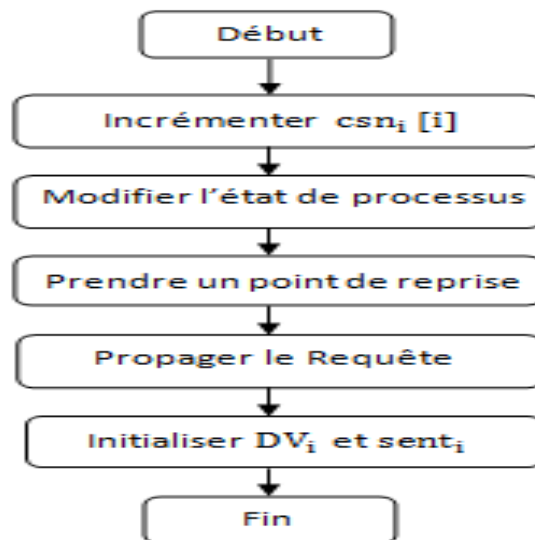 Début
Incrémenter csnᵢ [i]
Modifier l'état de processus
Prendre un point de reprise
Propager le Requête
Initialiser DVᵢ et sentᵢ
Fin